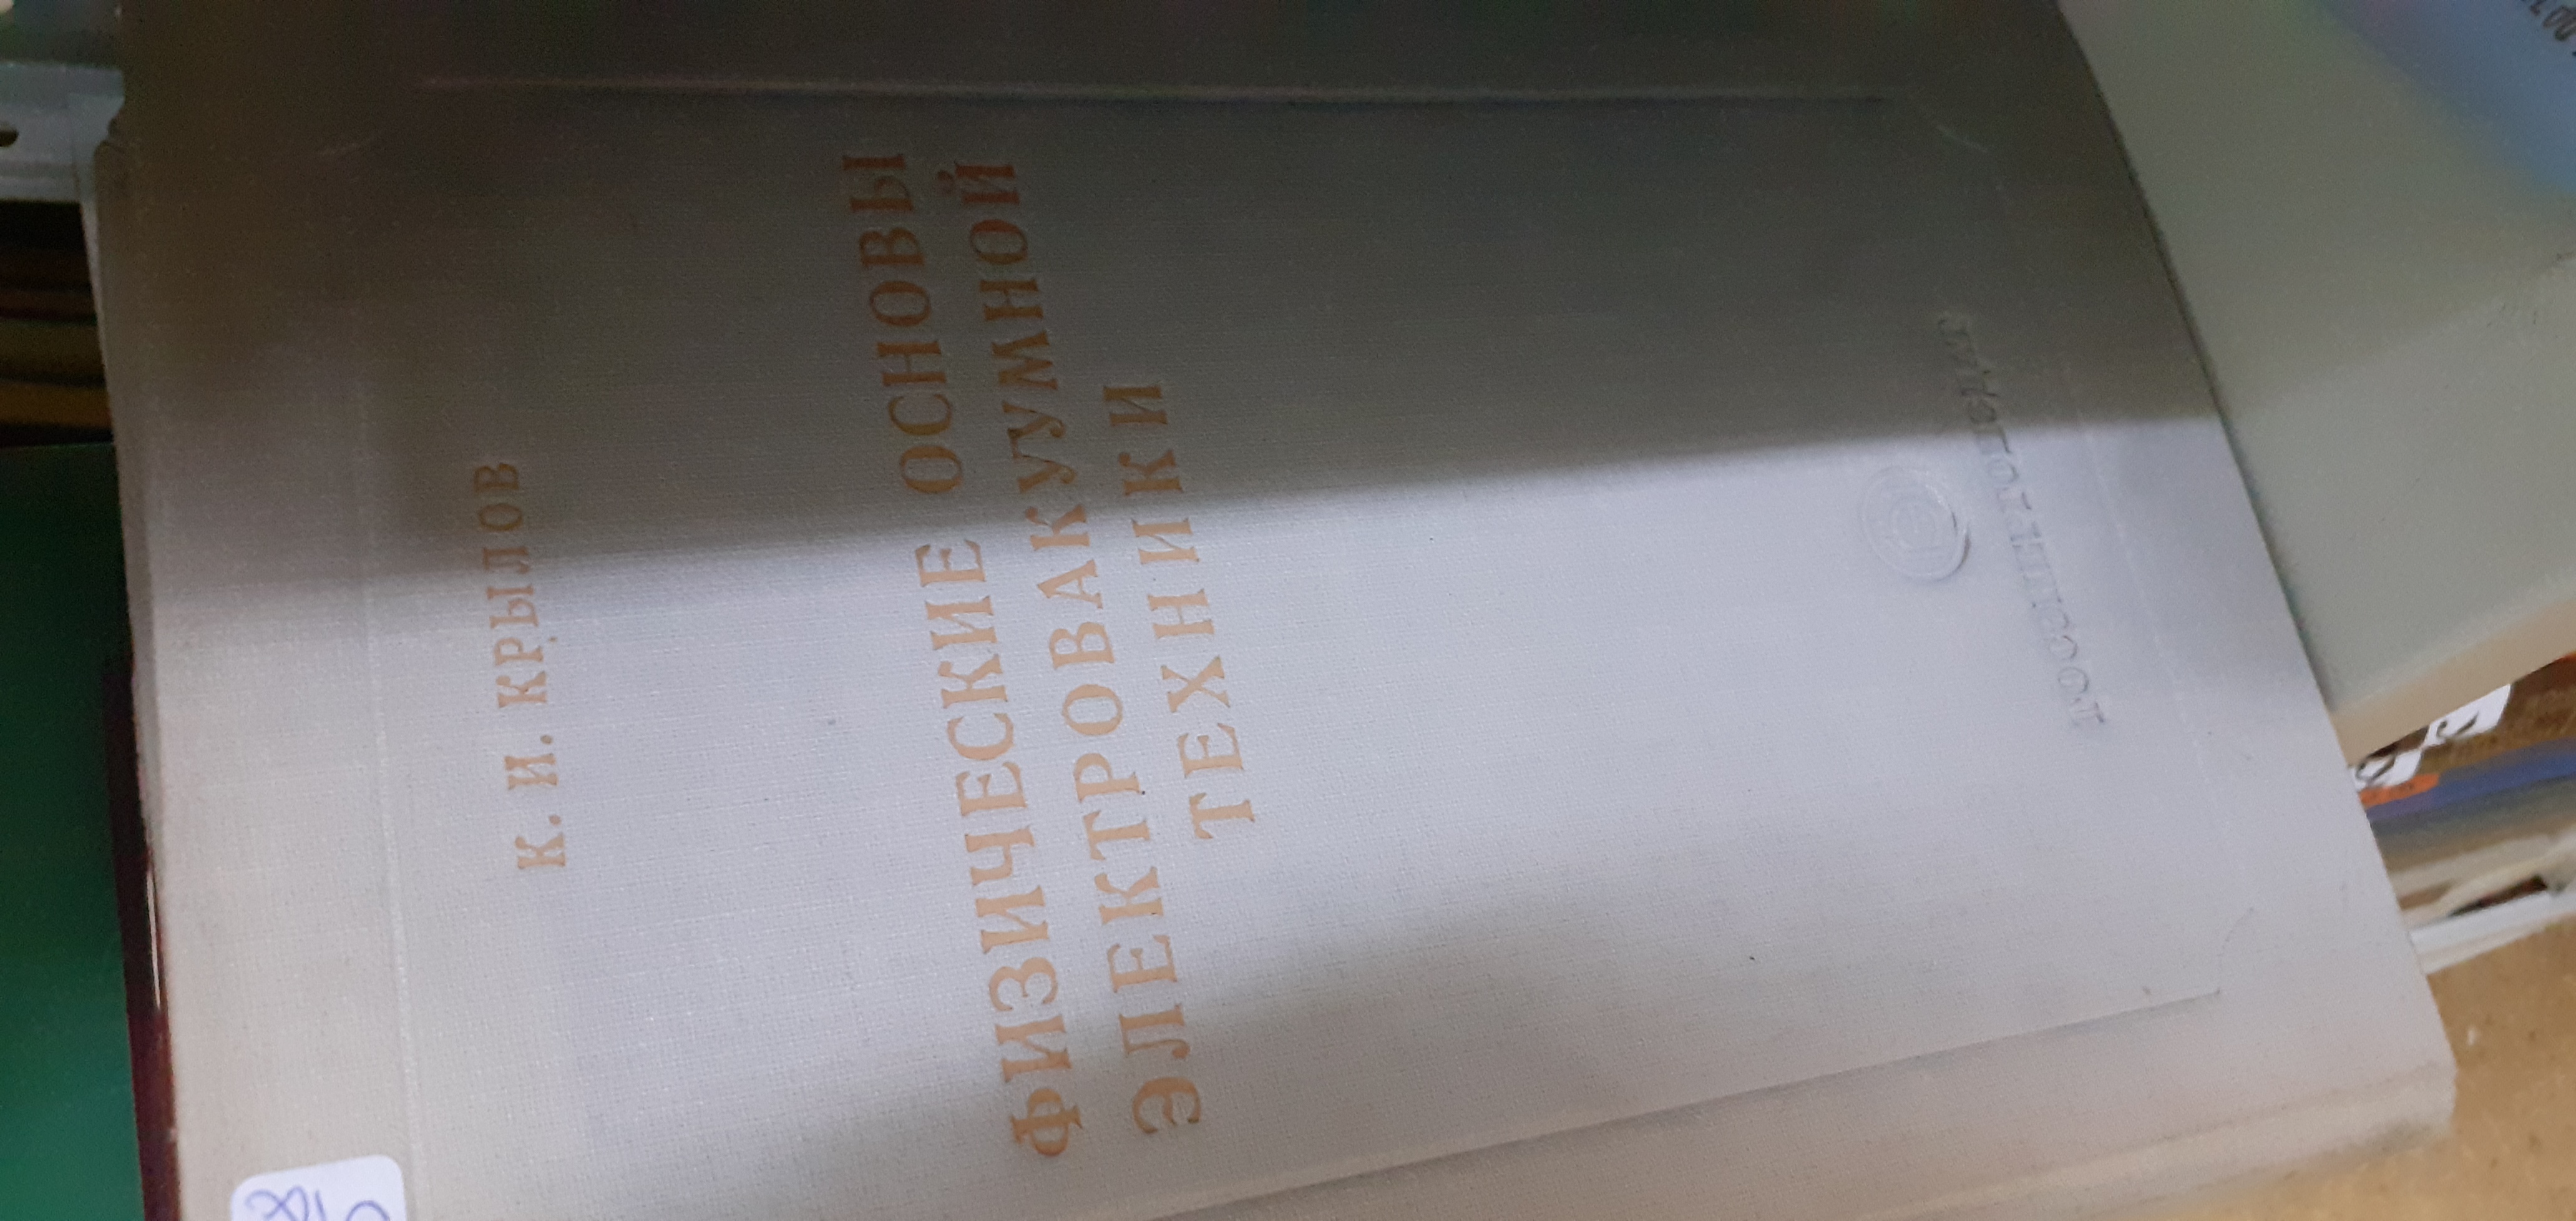 К. И. КРЫЛОВ
ФИЗИЧЕСКИЕ ОСНОВЫ
ЭЛЕКТРОВАКУУМНОЙ
ТЕХНИКИ
ГОСЭНЕРГОИЗДАТ